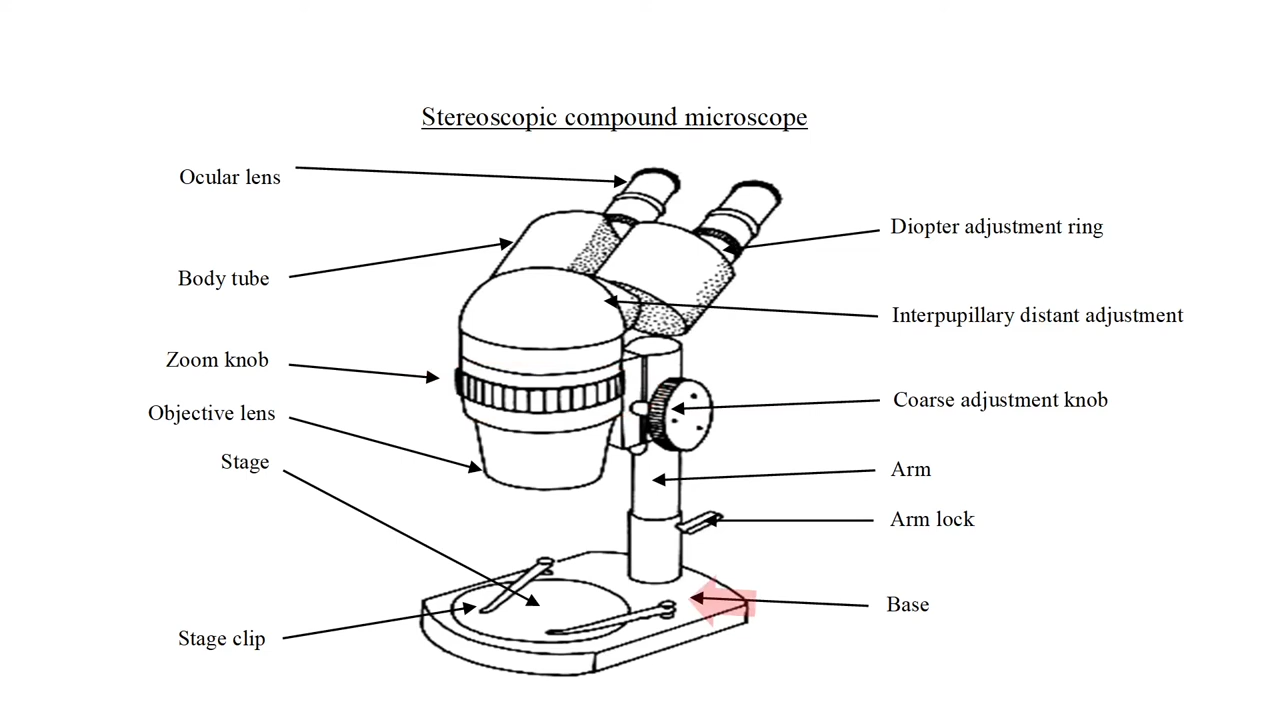 Stereoscopic compound microscope
Ocular lens
Diopter adjustment ring
Body tube
Interpupillary distant adjustment
Zoom knob
Coarse adjustment knob
Objective lens
Stage
Arm
Arm lock
Base
Stage clip